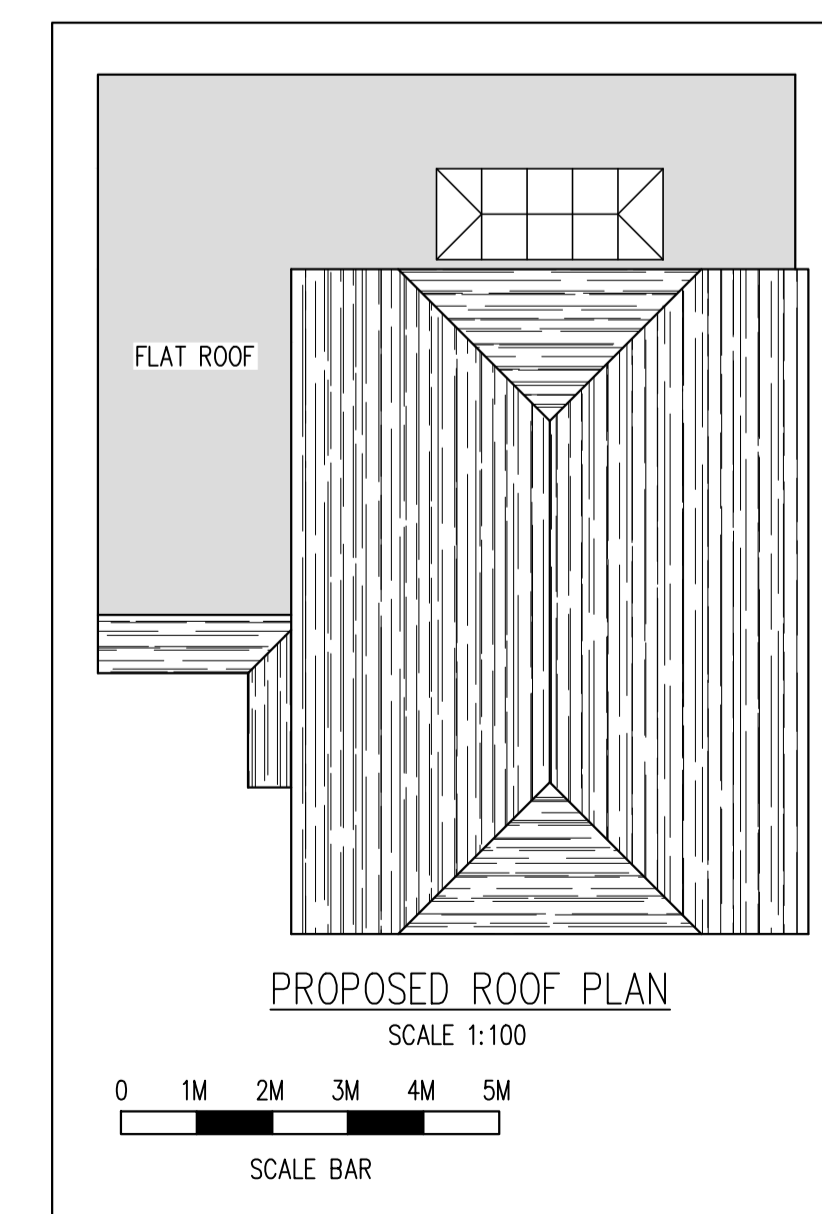 FLAT ROOF
PROPOSED ROOF PLAN
SCALE 1:100
0 1M 2M 3M 4M 5M
SCALE BAR